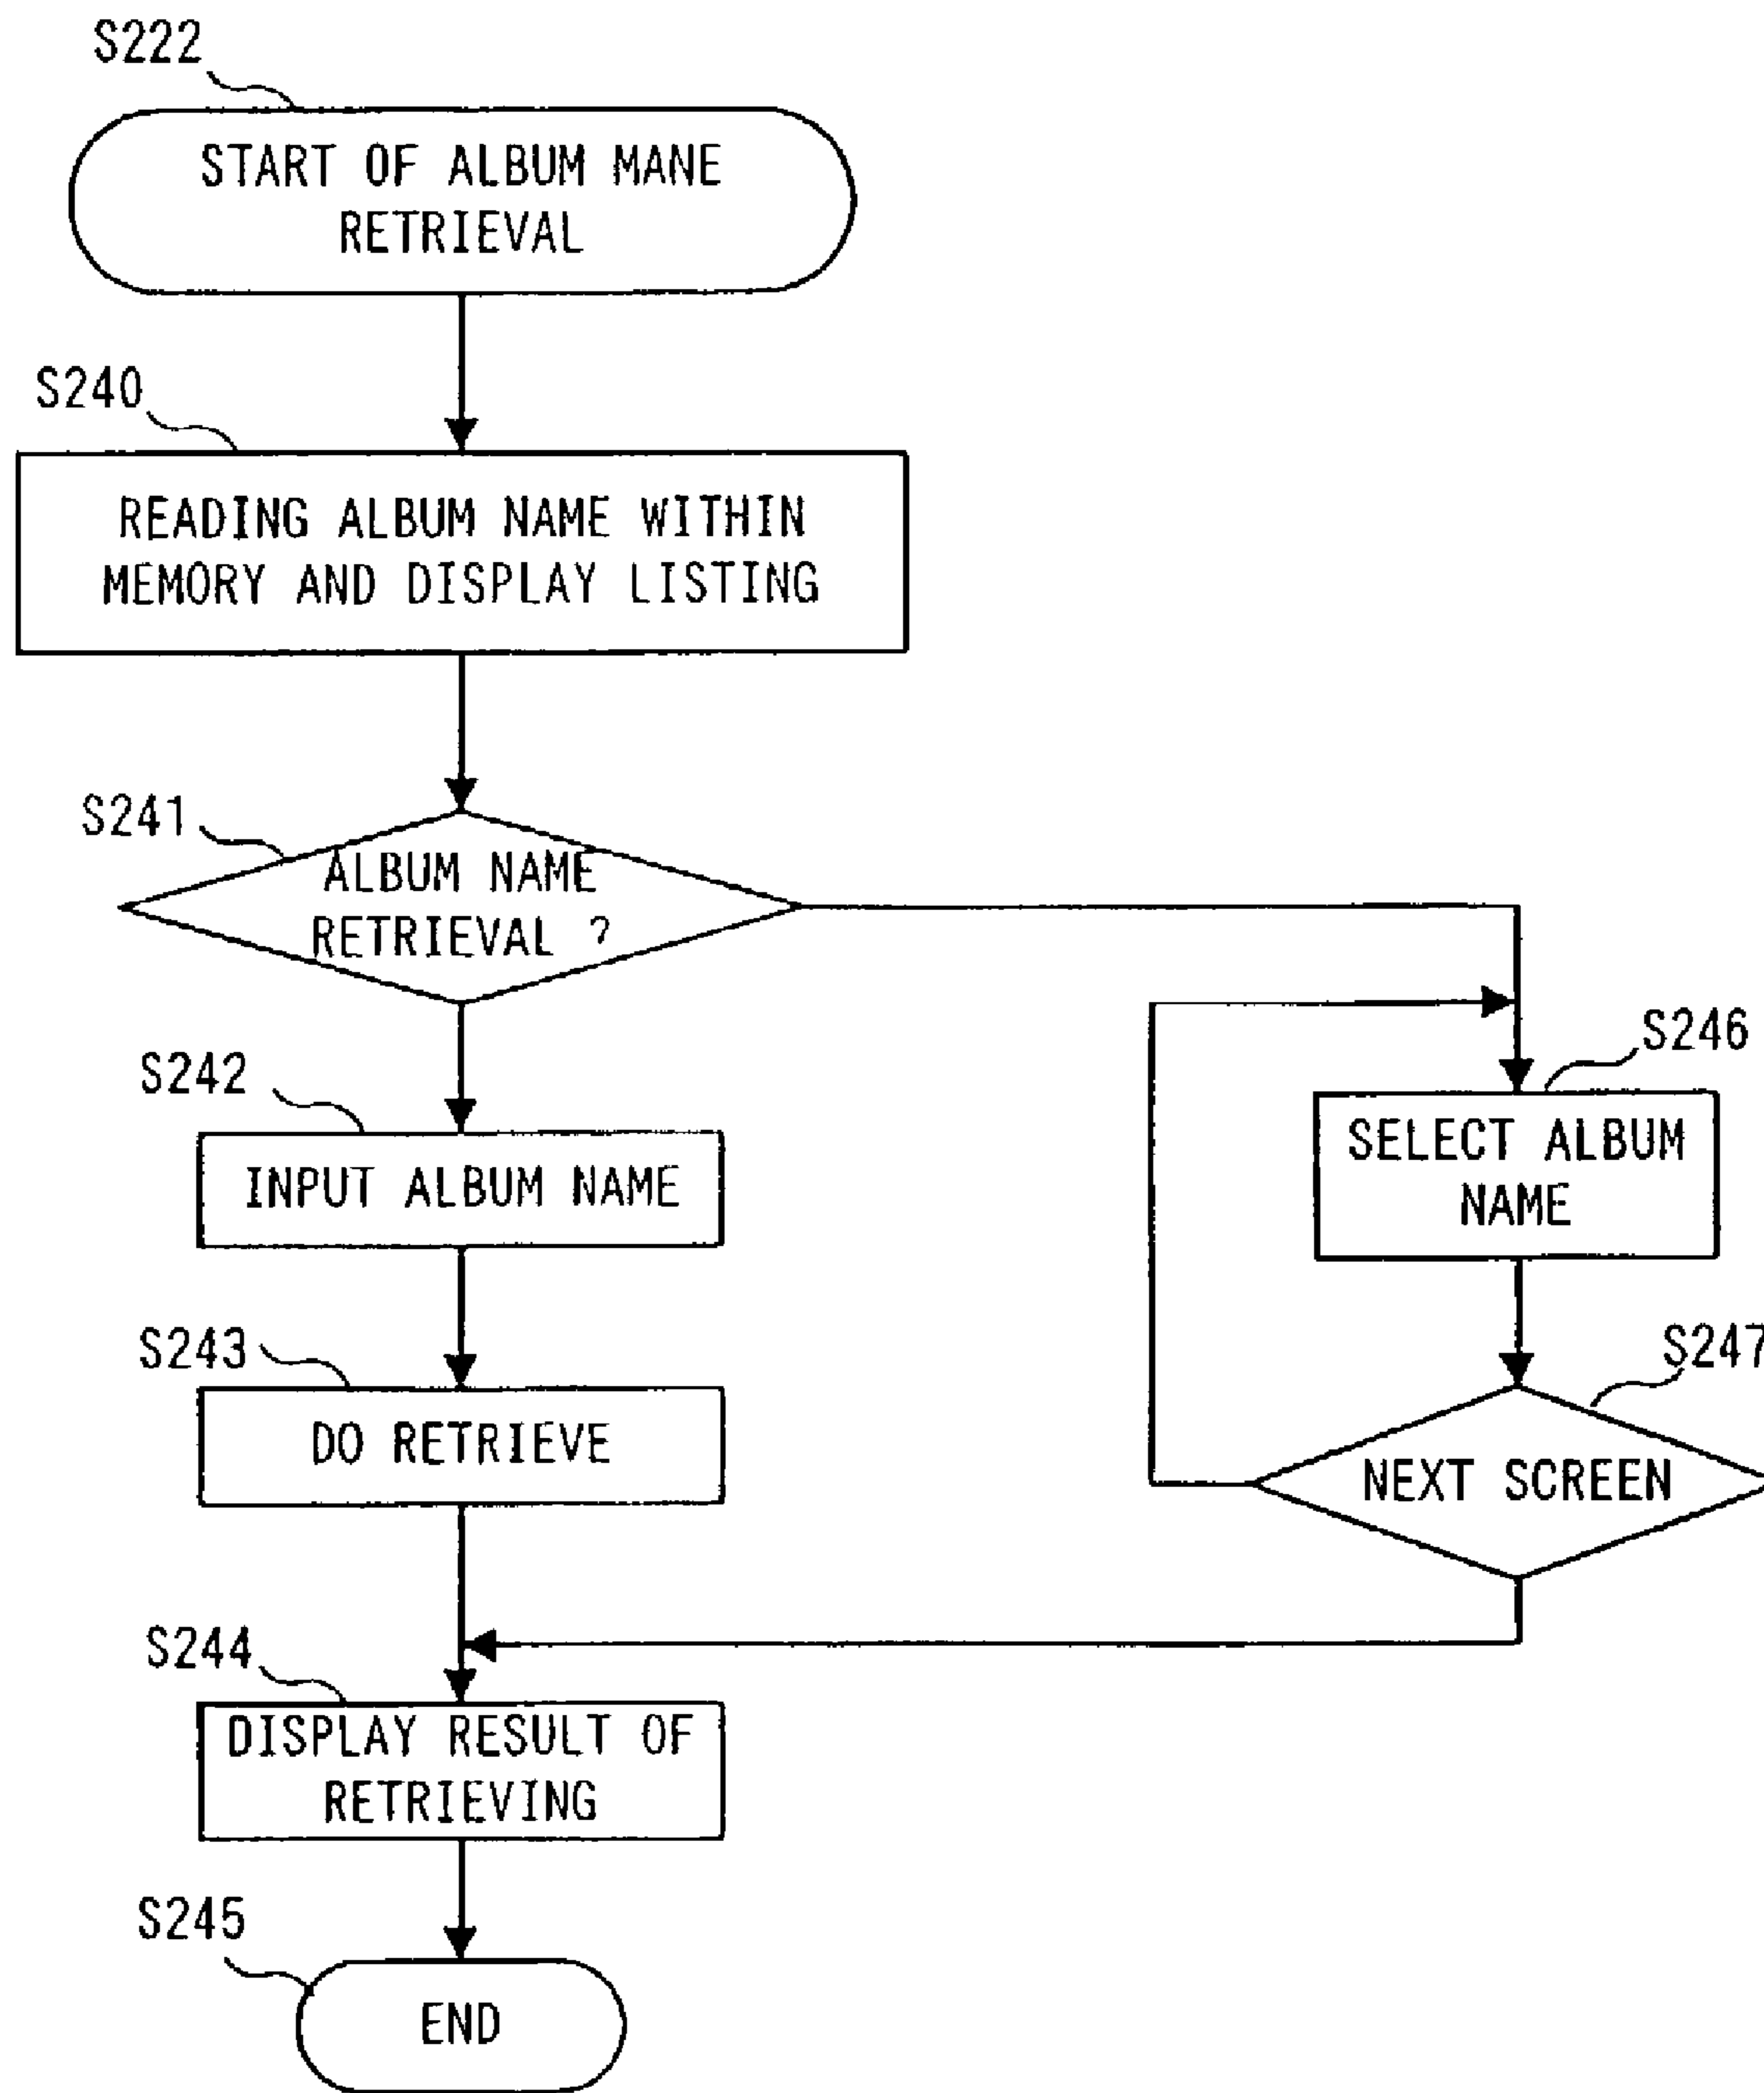 S222
START OF ALBUM MANE
RETRIEVAL
S240
READING ALBUM NAME WITHIN
MEMORY AND DISPLAY LISTING
S241
ALBUM NAME
RETRIEVAL ?
S242
INPUT ALBUM NAME
S243
DO RETRIEVE
S244
DISPLAY RESULT OF
RETRIEVING
S245
END
S246
SELECT ALBUM
NAME
S247
NEXT SCREEN